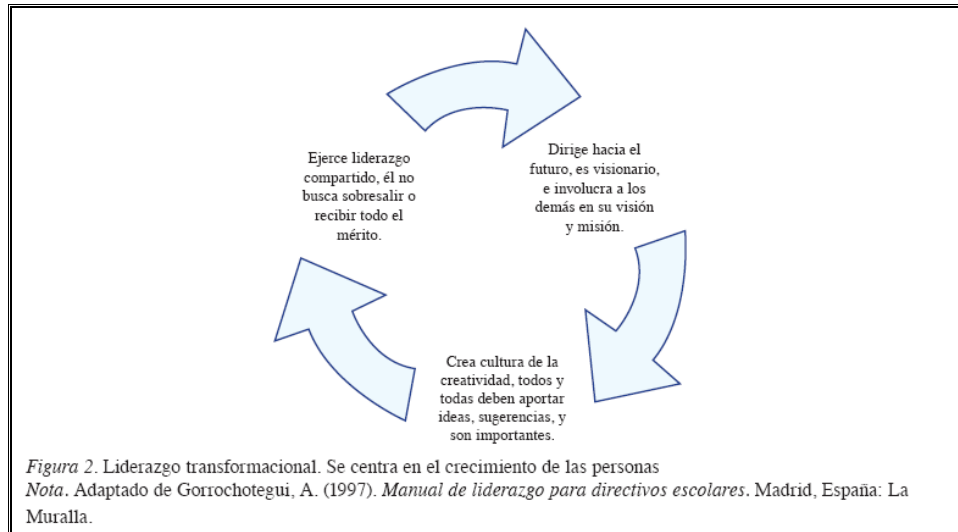 Ejerce liderazgo
compartido, él no
busca sobresalir o
recibir todo el
mérito.
Dirige hacia el
futuro, es visionario,
e involucra a los
demás en su visión
y misión.
Crea cultura de la
creatividad, todos y
todas deben aportar
ideas, sugerencias, y
son importantes.
Figura 2. Liderazgo transformacional. Se centra en el crecimiento de las personas
Nota. Adaptado de Gorrochotegui, A. (1997). Manual de liderazgo para directivos escolares. Madrid, España: La
Muralla.